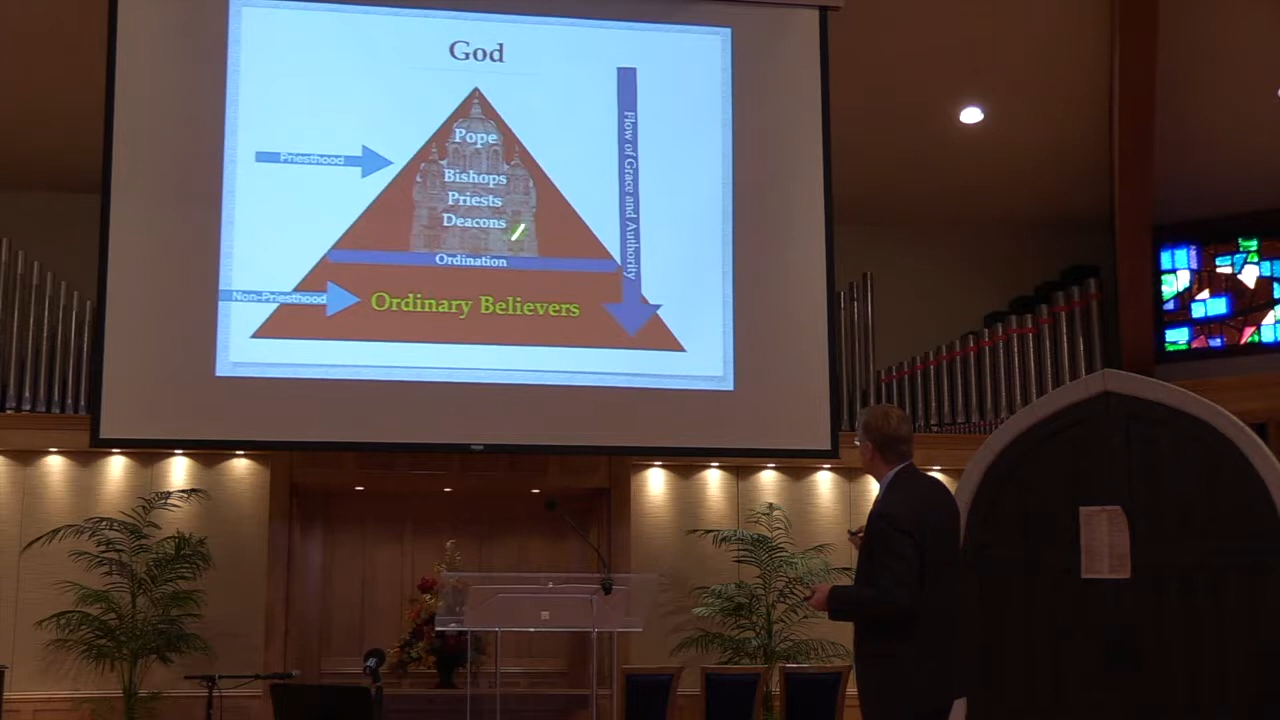 God
Pope
Priesthood
Bishops
Priests
Deacons
Ordination
Non-Priesthood
Ordinary Believers
Flow of Grace and Authority